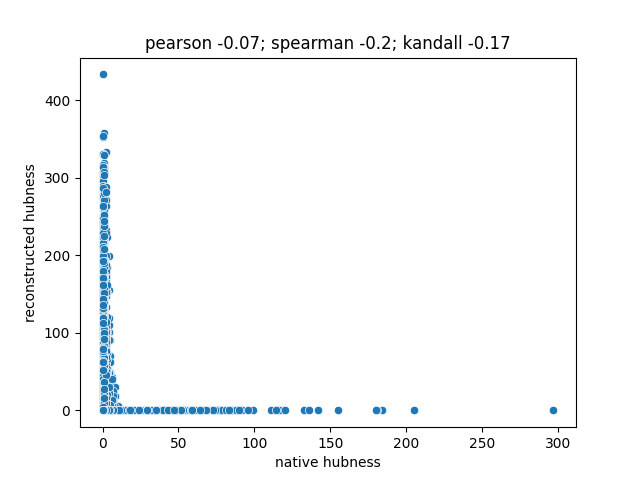 pearson -0.07; spearman -0.2; kandall -0.17
reconstructed hubness
400
300
200
100
0
0 50 100 150 200 250 300
native hubness